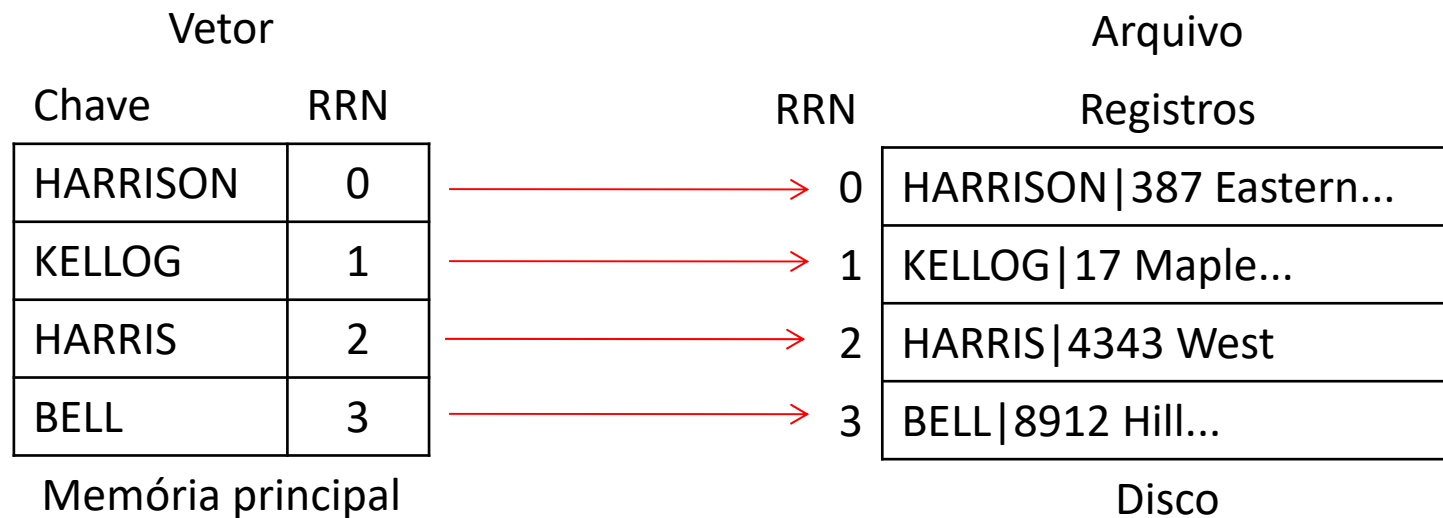 Vetor Arquivo
Chave RRN RRN Registros
HARRISON 0 0 HARRISON|387 Eastern...
KELLOG 1 1 KELLOG|17 Maple...
HARRIS 2 2 HARRIS|4343 West
BELL 3 3 BELL|8912 Hill...
Memória principal Disco